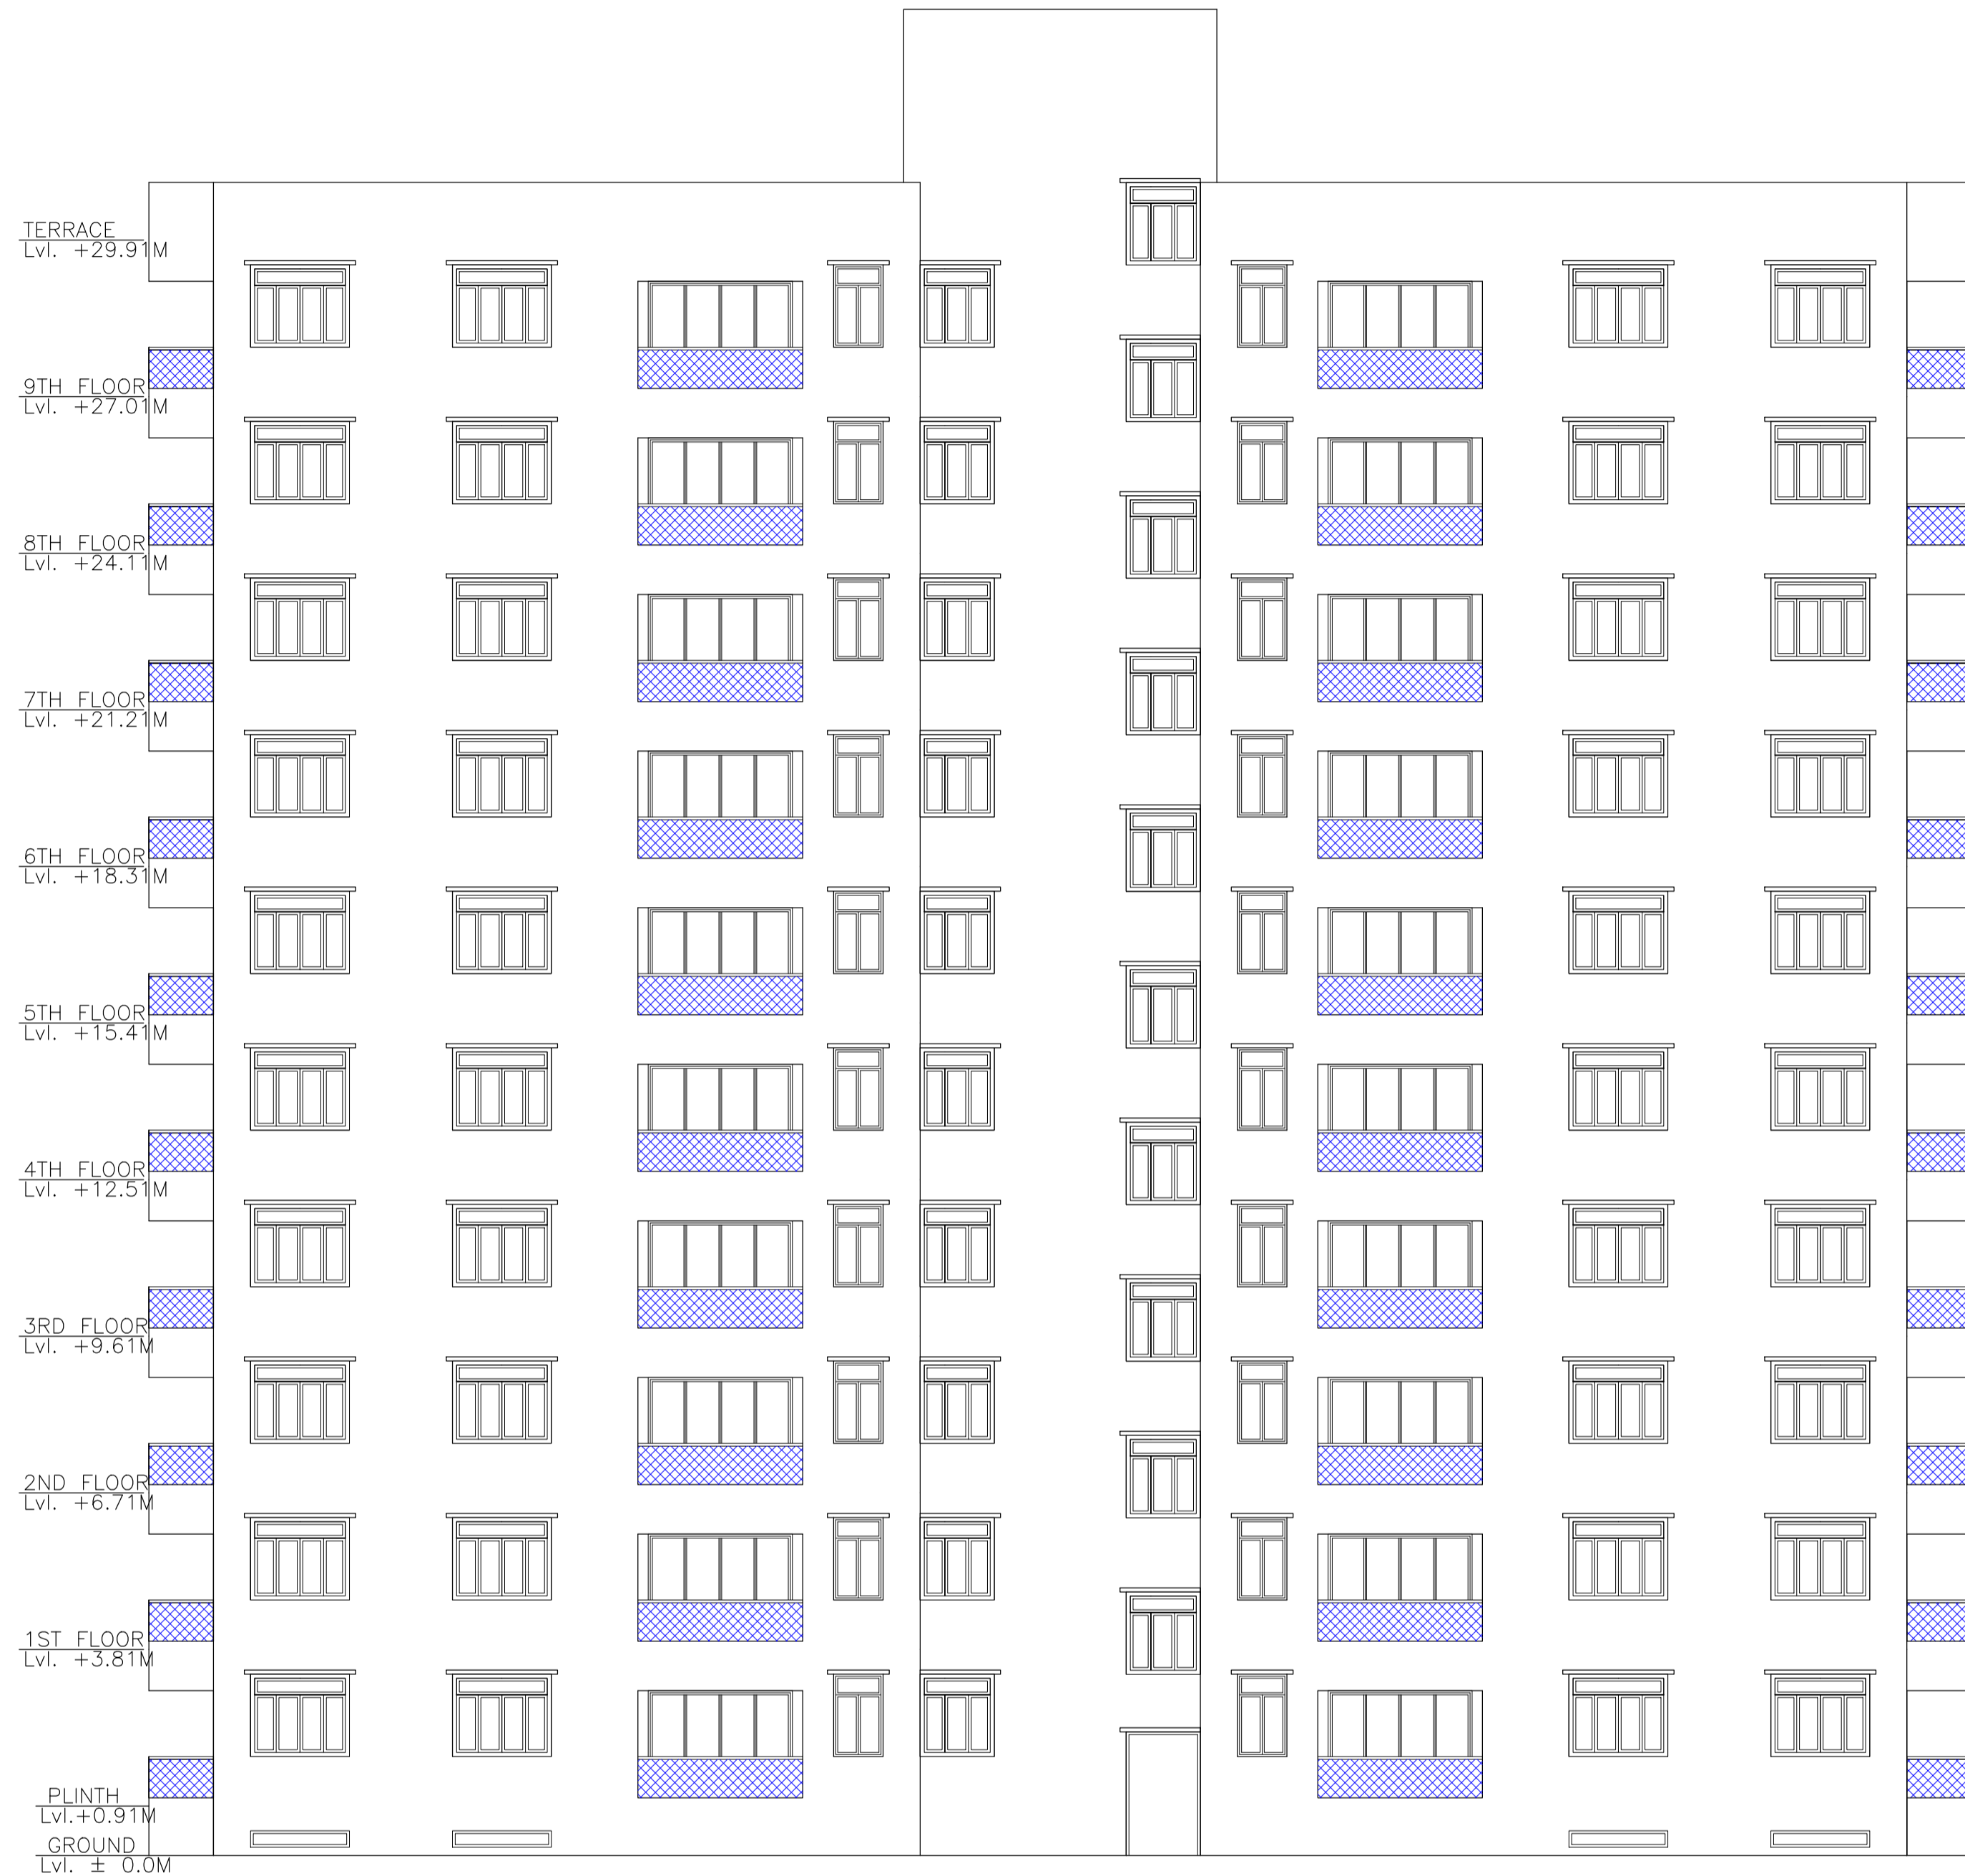 TERRACE
Lvl. +29.91M
9TH FLOOR
Lvl. +27.01M
8TH FLOOR
Lvl. +24.11M
7TH FLOOR
Lvl. +21.21M
6TH FLOOR
Lvl. +18.31M
5TH FLOOR
Lvl. +15.41M
4TH FLOOR
Lvl. +12.51M
3RD FLOOR
Lvl. +9.61M
2ND FLOOR
Lvl. +6.71M
1ST FLOOR
Lvl. +3.81M
PLINTH
Lvl.+0.91M
GROUND
Lvl. ± 0.0M